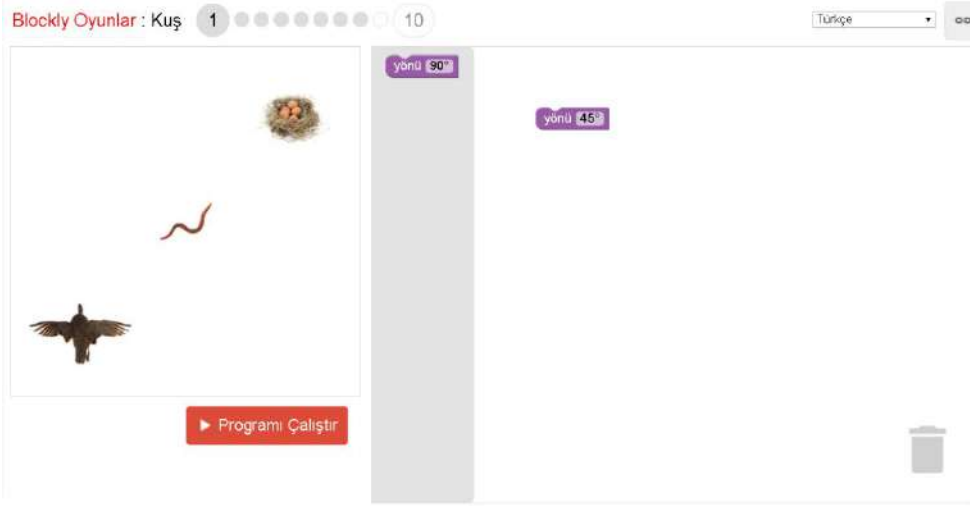 Blockly Oyunlar : Kuş 1 10 Türkçe
yönü 90°
yönü 45°
Programı Çalıştır